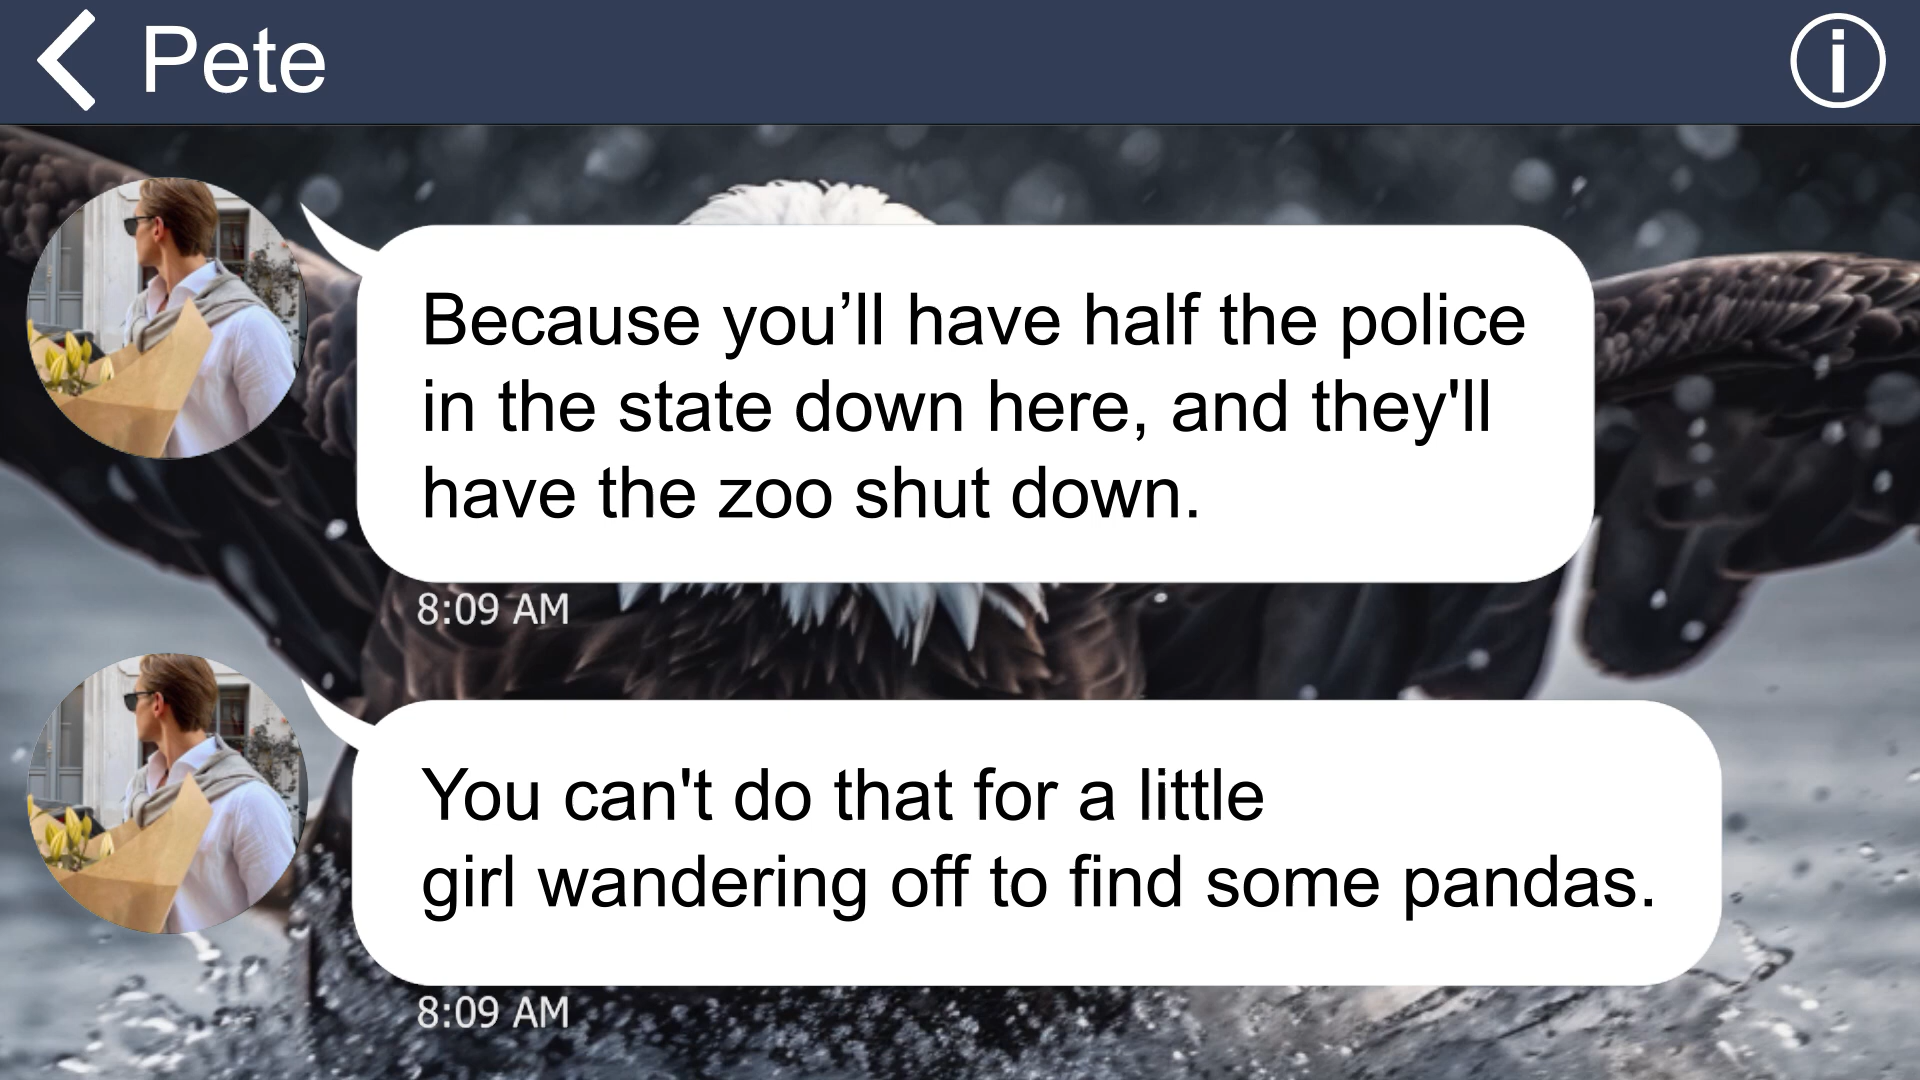 Pete
Because you’ll have half the police
in the state down here, and they'll
have the zoo shut down.
8:09 AM
You can't do that for a little
girl wandering off to find some pandas.
8:09 AM